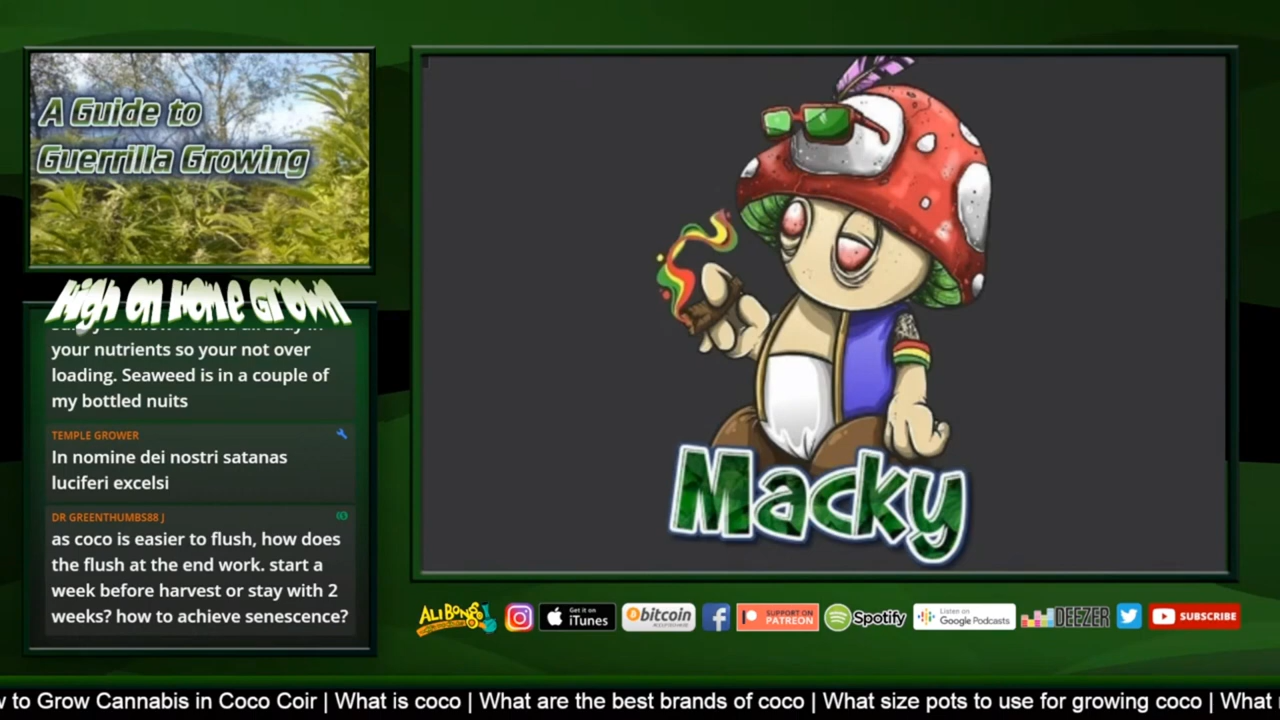 A Guide to
Guerrilla Growing
High on Home Grown
your nutrients so your not over
loading. Seaweed is in a couple of
my bottled nuits
TEMPLE GROWER
In nomine dei nostri satanas
luciferi excelsi
DR GREENTHUMBS88 J
as coco is easier to flush, how does
the flush at the end work. start a
week before harvest or stay with 2
weeks? how to achieve senescence?
Macky
ALI BONG
Get it on
iTunes
bitcoin
SUPPORT ON
PATREON
Spotify
Listen on
Google Podcasts
DEEZER
SUBSCRIBE
to Grow Cannabis in Coco Coir | What is coco | What are the best brands of coco | What size pots to use for growing coco | What